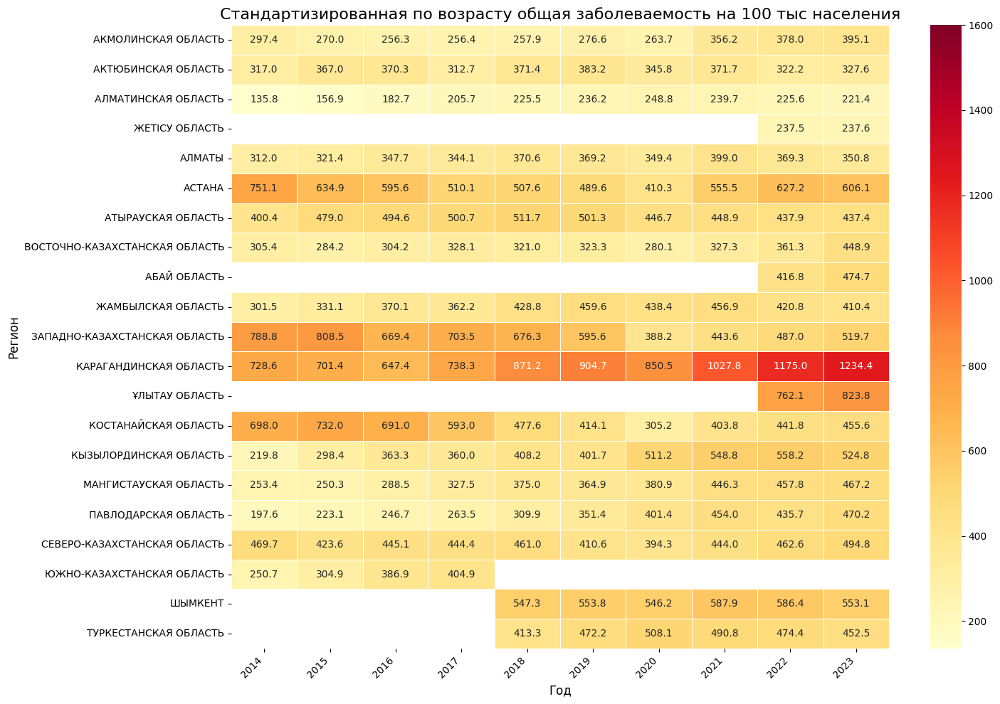 Стандартизированная по возрасту общая заболеваемость на 100 тыс населения
АКМОЛИНСКАЯ ОБЛАСТЬ 297.4 270.0 256.3 256.4 257.9 276.6 263.7 356.2 378.0 395.1
АКТЮБИНСКАЯ ОБЛАСТЬ 317.0 367.0 370.3 312.7 371.4 383.2 345.8 371.7 322.2 327.6
АЛМАТИНСКАЯ ОБЛАСТЬ 135.8 156.9 182.7 205.7 225.5 236.2 248.8 239.7 225.6 221.4
ЖЕТІСУ ОБЛАСТЬ 237.5 237.6
АЛМАТЫ 312.0 321.4 347.7 344.1 370.6 369.2 349.4 399.0 369.3 350.8
АСТАНА 751.1 634.9 595.6 510.1 507.6 489.6 410.3 555.5 627.2 606.1
АТЫРАУСКАЯ ОБЛАСТЬ 400.4 479.0 494.6 500.7 511.7 501.3 446.7 448.9 437.9 437.4
ВОСТОЧНО-КАЗАХСТАНСКАЯ ОБЛАСТЬ 305.4 284.2 304.2 328.1 321.0 323.3 280.1 327.3 361.3 448.9
АБАЙ ОБЛАСТЬ 416.8 474.7
ЖАМБЫЛСКАЯ ОБЛАСТЬ 301.5 331.1 370.1 362.2 428.8 459.6 438.4 456.9 420.8 410.4
ЗАПАДНО-КАЗАХСТАНСКАЯ ОБЛАСТЬ 788.8 808.5 669.4 703.5 676.3 595.6 388.2 443.6 487.0 519.7
КАРАГАНДИНСКАЯ ОБЛАСТЬ 728.6 701.4 647.4 738.3 871.2 904.7 850.5 1027.8 1175.0 1234.4
ҰЛЫТАУ ОБЛАСТЬ 762.1 823.8
КОСТАНАЙСКАЯ ОБЛАСТЬ 698.0 732.0 691.0 593.0 477.6 414.1 305.2 403.8 441.8 455.6
КЫЗЫЛОРДИНСКАЯ ОБЛАСТЬ 219.8 298.4 363.3 360.0 408.2 401.7 511.2 548.8 558.2 524.8
МАНГИСТАУСКАЯ ОБЛАСТЬ 253.4 250.3 288.5 327.5 375.0 364.9 380.9 446.3 457.8 467.2
ПАВЛОДАРСКАЯ ОБЛАСТЬ 197.6 223.1 246.7 263.5 309.9 351.4 401.4 454.0 435.7 470.2
СЕВЕРО-КАЗАХСТАНСКАЯ ОБЛАСТЬ 469.7 423.6 445.1 444.4 461.0 410.6 394.3 444.0 462.6 494.8
ЮЖНО-КАЗАХСТАНСКАЯ ОБЛАСТЬ 250.7 304.9 386.9 404.9
ШЫМКЕНТ 547.3 553.8 546.2 587.9 586.4 553.1
ТУРКЕСТАНСКАЯ ОБЛАСТЬ 413.3 472.2 508.1 490.8 474.4 452.5
2014 2015 2016 2017 2018 2019 2020 2021 2022 2023
Год
Регион
1600
1400
1200
1000
800
600
400
200